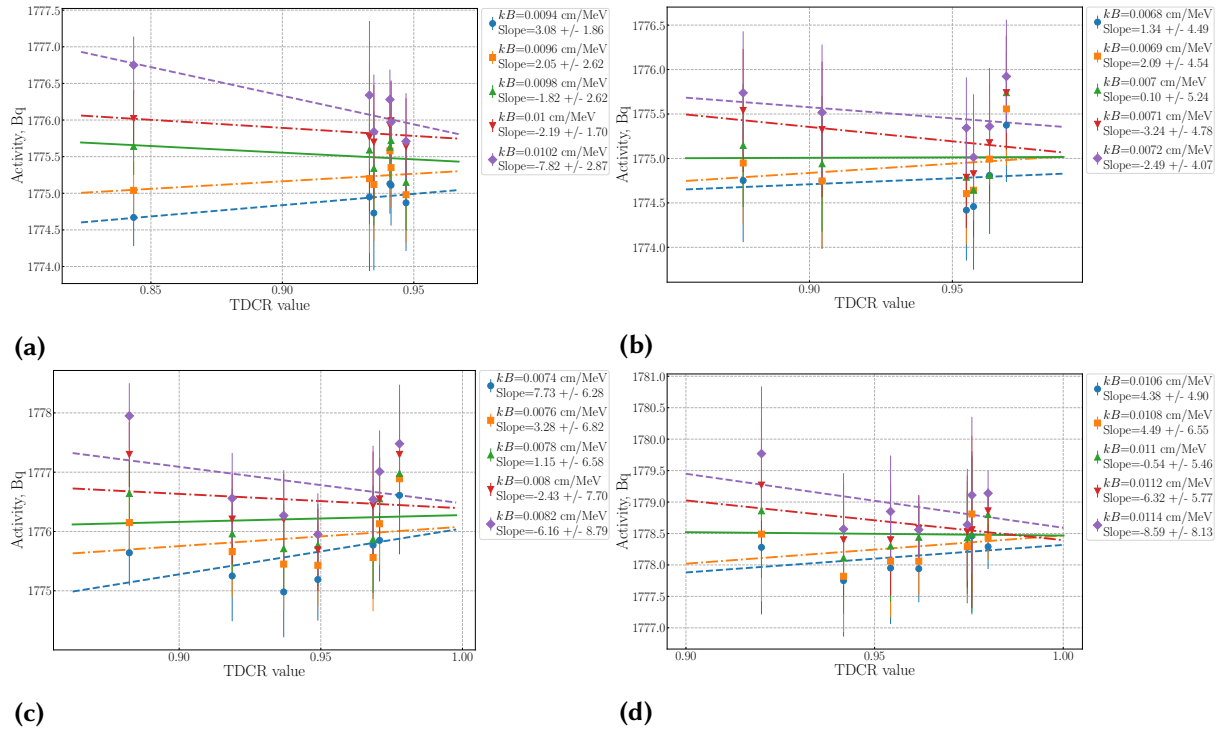 1777.5
1777.0
1776.5
1776.0
1775.5
1775.0
1774.5
1774.0
Activity, Bq
0.85
0.90
0.95
TDCR value
kB=0.0094 cm/MeV
Slope=3.08 +/- 1.86
kB=0.0096 cm/MeV
Slope=2.05 +/- 2.62
kB=0.0098 cm/MeV
Slope=-1.82 +/- 2.62
kB=0.01 cm/MeV
Slope=-2.19 +/- 1.70
kB=0.0102 cm/MeV
Slope=-7.82 +/- 2.87
(a)
1776.5
1776.0
1775.5
1775.0
1774.5
1774.0
Activity, Bq
0.90
0.95
TDCR value
kB=0.0068 cm/MeV
Slope=1.34 +/- 4.49
kB=0.0069 cm/MeV
Slope=2.09 +/- 4.54
kB=0.007 cm/MeV
Slope=0.10 +/- 5.24
kB=0.0071 cm/MeV
Slope=-3.24 +/- 4.78
kB=0.0072 cm/MeV
Slope=-2.49 +/- 4.07
(b)
1778
1777
1776
1775
Activity, Bq
0.90
0.95
1.00
TDCR value
kB=0.0074 cm/MeV
Slope=7.73 +/- 6.28
kB=0.0076 cm/MeV
Slope=3.28 +/- 6.82
kB=0.0078 cm/MeV
Slope=1.15 +/- 6.58
kB=0.008 cm/MeV
Slope=-2.43 +/- 7.70
kB=0.0082 cm/MeV
Slope=-6.16 +/- 8.79
(c)
1781.0
1780.5
1780.0
1779.5
1779.0
1778.5
1778.0
1777.5
1777.0
Activity, Bq
0.90
0.95
1.00
TDCR value
kB=0.0106 cm/MeV
Slope=4.38 +/- 4.90
kB=0.0108 cm/MeV
Slope=4.49 +/- 6.55
kB=0.011 cm/MeV
Slope=-0.54 +/- 5.46
kB=0.0112 cm/MeV
Slope=-6.32 +/- 5.77
kB=0.0114 cm/MeV
Slope=-8.59 +/- 8.13
(d)